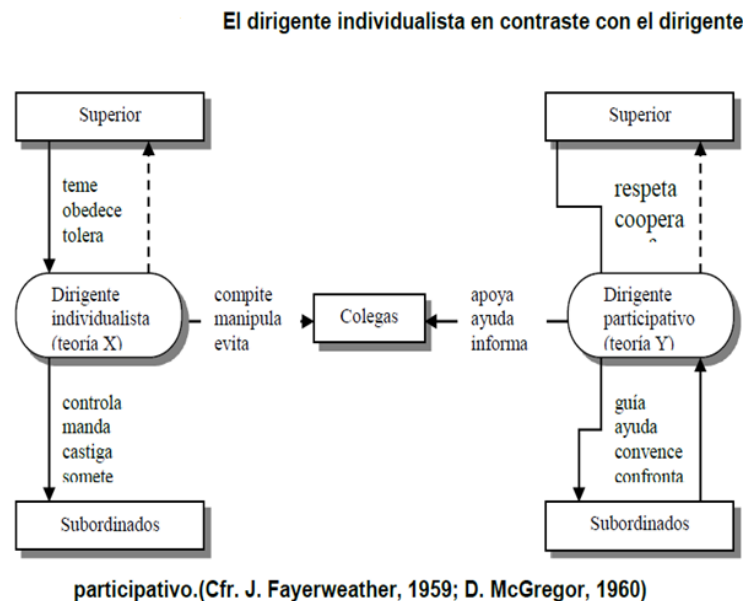 El dirigente individualista en contraste con el dirigente
Superior
teme
obedece
tolera
Dirigente
individualista
(teoría X)
controla
manda
castiga
somete
Subordinados
compite
manipula
evita
Colegas
apoya
ayuda
informa
Superior
respeta
coopera
Dirigente
participativo
(teoría Y)
guía
ayuda
convence
confronta
Subordinados
participativo.(Cfr. J. Fayerweather, 1959; D. McGregor, 1960)